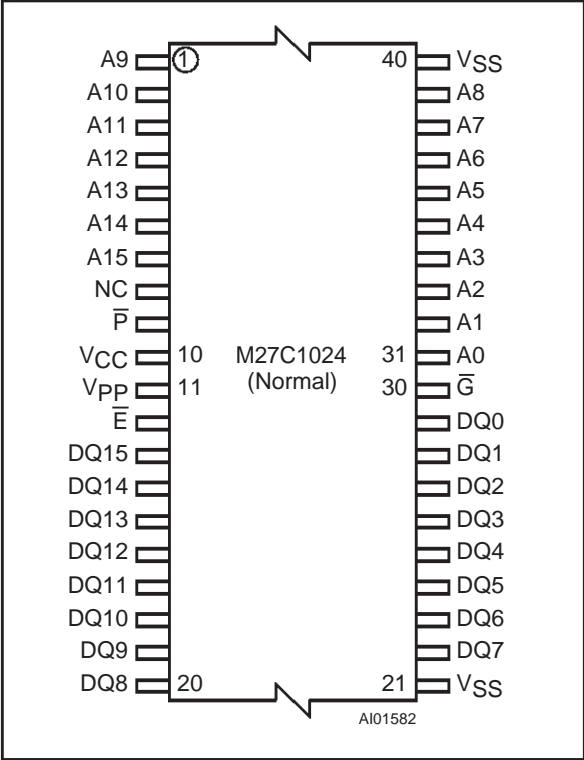 A9 1 40 VSS
A10 A8
A11 A7
A12 A6
A13 A5
A14 A4
A15 A3
NC A2
P̅ A1
VCC 10 M27C1024 31 A0
VPP 11 (Normal) 30 G̅
E̅ DQ0
DQ15 DQ1
DQ14 DQ2
DQ13 DQ3
DQ12 DQ4
DQ11 DQ5
DQ10 DQ6
DQ9 DQ7
DQ8 20 21 VSS
AI01582